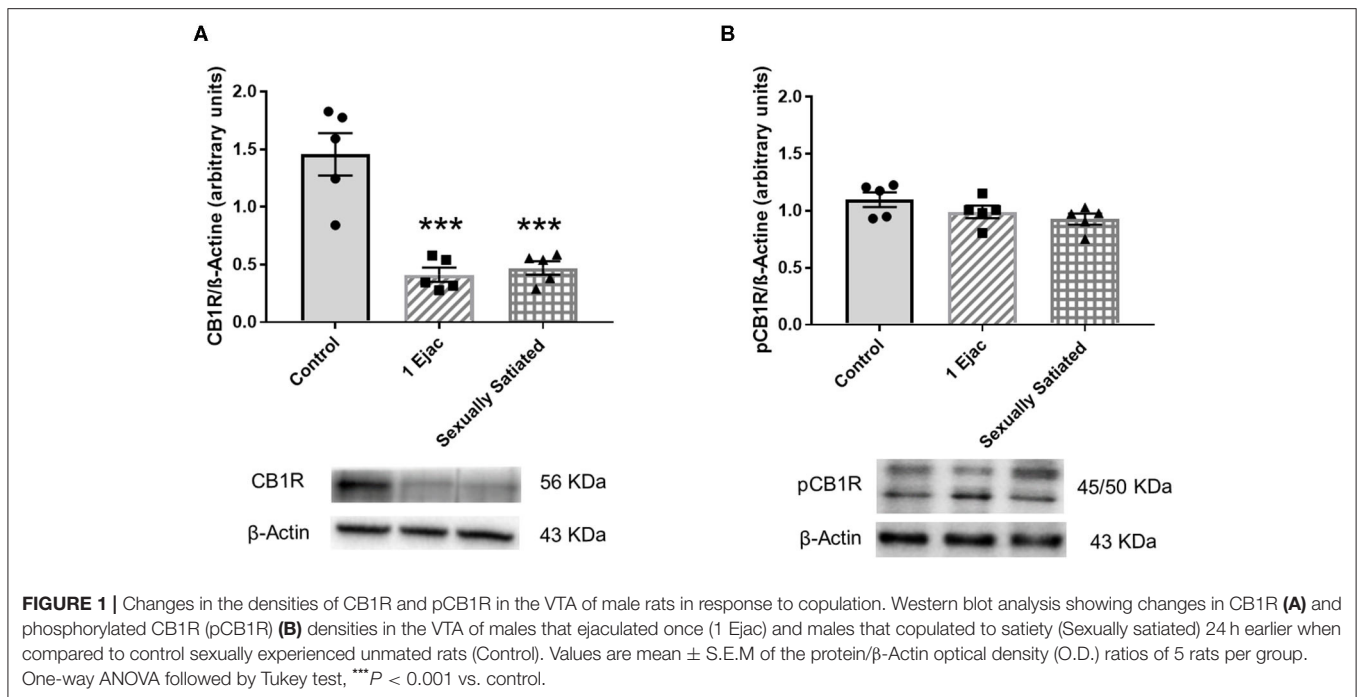 A
CB1R/ß-Actine (arbitrary units)
2.0
1.5
1.0
0.5
0.0
***
***
Control
1 Ejac
Sexually Satiated
CB1R
56 KDa
β-Actin
43 KDa
B
pCB1R/ß-Actine (arbitrary units)
2.0
1.5
1.0
0.5
0.0
Control
1 Ejac
Sexually Satiated
pCB1R
45/50 KDa
β-Actin
43 KDa
FIGURE 1 | Changes in the densities of CB1R and pCB1R in the VTA of male rats in response to copulation. Western blot analysis showing changes in CB1R (A) and
phosphorylated CB1R (pCB1R) (B) densities in the VTA of males that ejaculated once (1 Ejac) and males that copulated to satiety (Sexually satiated) 24 h earlier when
compared to control sexually experienced unmated rats (Control). Values are mean ± S.E.M of the protein/β-Actin optical density (O.D.) ratios of 5 rats per group.
One-way ANOVA followed by Tukey test, ***P < 0.001 vs. control.